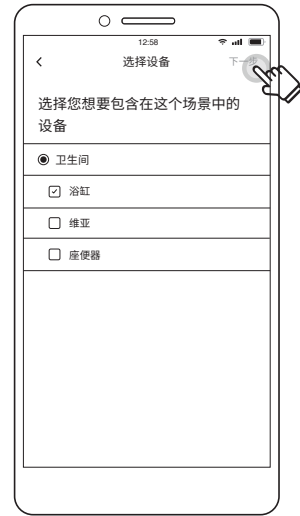 12:58
选择设备
下一步
选择您想要包含在这个场景中的
设备
卫生间
浴缸
维亚
座便器